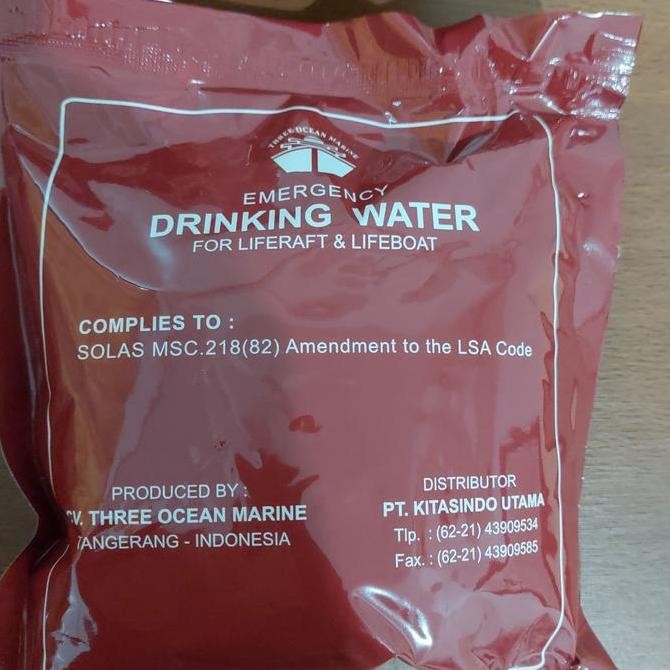 THREE OCEAN MARINE
EMERGENCY
DRINKING WATER
FOR LIFERAFT & LIFEBOAT
COMPLIES TO :
SOLAS MSC.218(82) Amendment to the LSA Code
PRODUCED BY :
CV. THREE OCEAN MARINE
TANGERANG - INDONESIA
DISTRIBUTOR
PT. KITASINDO UTAMA
Tlp. : (62-21) 43909534
Fax. : (62-21) 43909585